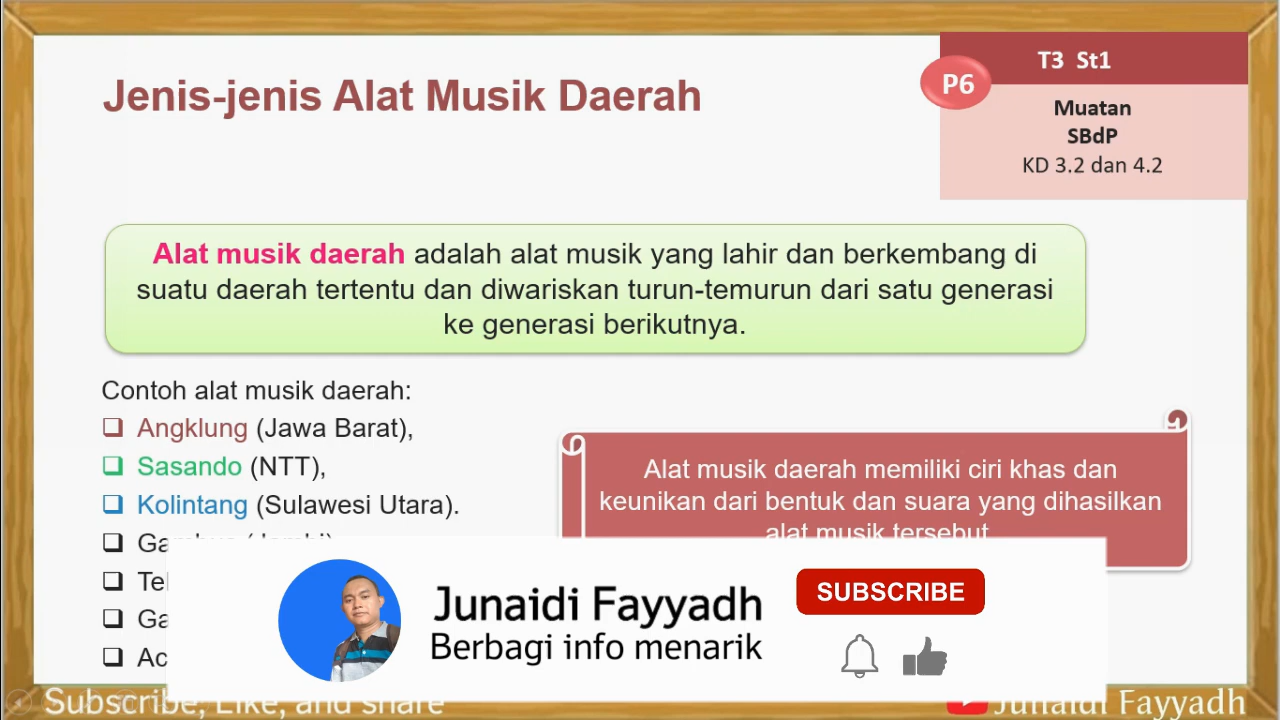 Jenis-jenis Alat Musik Daerah
T3 St1
P6
Muatan
SBdP
KD 3.2 dan 4.2
Alat musik daerah adalah alat musik yang lahir dan berkembang di
suatu daerah tertentu dan diwariskan turun-temurun dari satu generasi
ke generasi berikutnya.
Contoh alat musik daerah:
Angklung (Jawa Barat),
Sasando (NTT),
Kolintang (Sulawesi Utara).
Alat musik daerah memiliki ciri khas dan
keunikan dari bentuk dan suara yang dihasilkan
alat musik tersebut
Junaidi Fayyadh
Berbagi info menarik
SUBSCRIBE
Subscribe, Like, and share
Junaidi Fayyadh